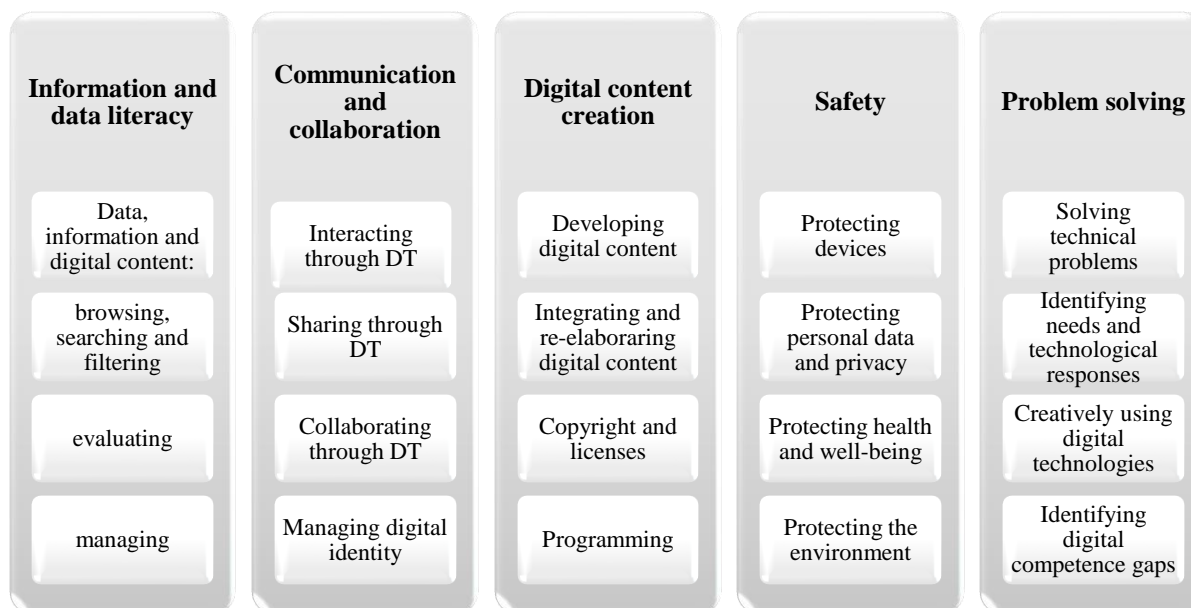 Information and
data literacy
Data,
information and
digital content:
browsing,
searching and
filtering
evaluating
managing
Communication
and
collaboration
Interacting
through DT
Sharing through
DT
Collaborating
through DT
Managing digital
identity
Digital content
creation
Developing
digital content
Integrating and
re-elaboraring
digital content
Copyright and
licenses
Programming
Safety
Protecting
devices
Protecting
personal data
and privacy
Protecting health
and well-being
Protecting the
environment
Problem solving
Solving
technical
problems
Identifying
needs and
technological
responses
Creatively using
digital
technologies
Identifying
digital
competence gaps